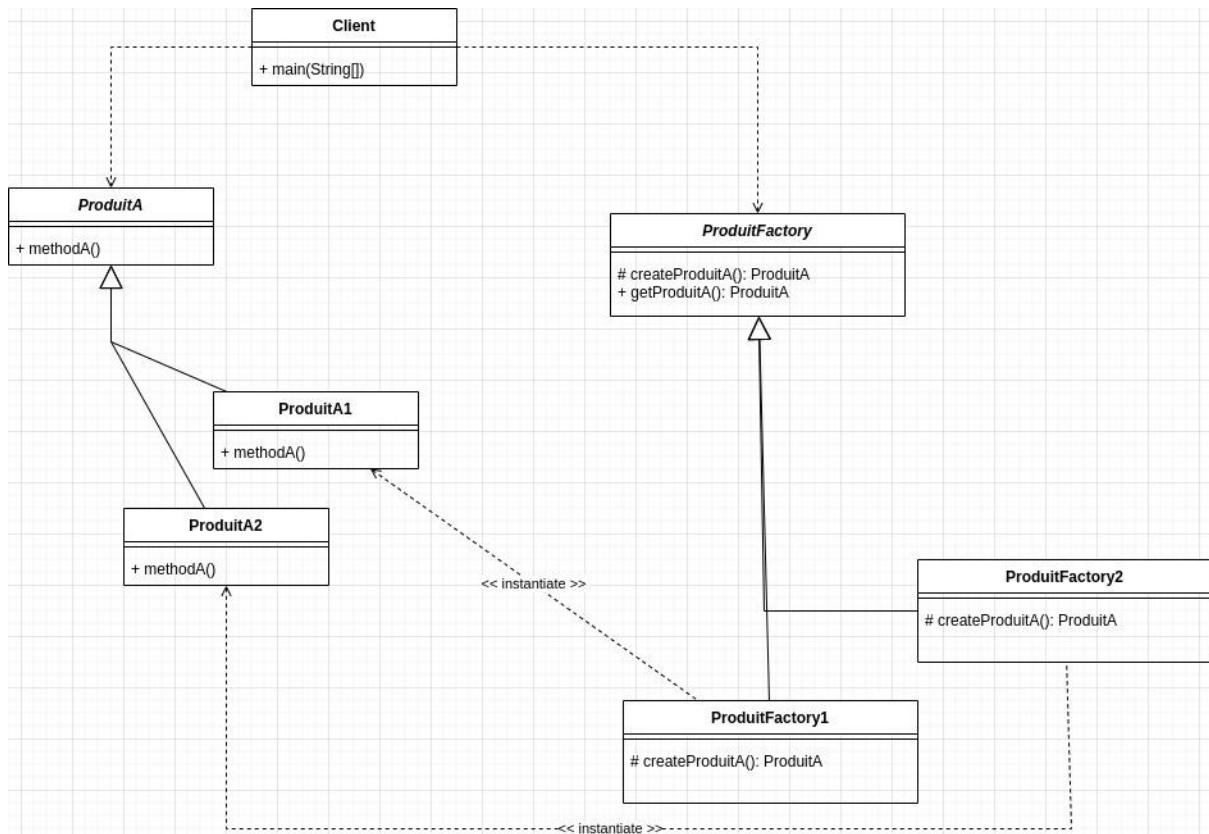 Client
+ main(String[])
ProduitA
+ methodA()
ProduitFactory
# createProduitA(): ProduitA
+ getProduitA(): ProduitA
ProduitA1
+ methodA()
ProduitA2
+ methodA()
<< instantiate >>
ProduitFactory2
# createProduitA(): ProduitA
ProduitFactory1
# createProduitA(): ProduitA
<< instantiate >>